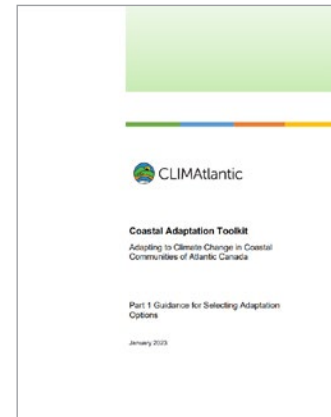 CLIMAtlantic
Coastal Adaptation Toolkit
Adapting to Climate Change in Coastal
Communities of Atlantic Canada
Part 1 Guidance for Selecting Adaptation
Options
January 2023